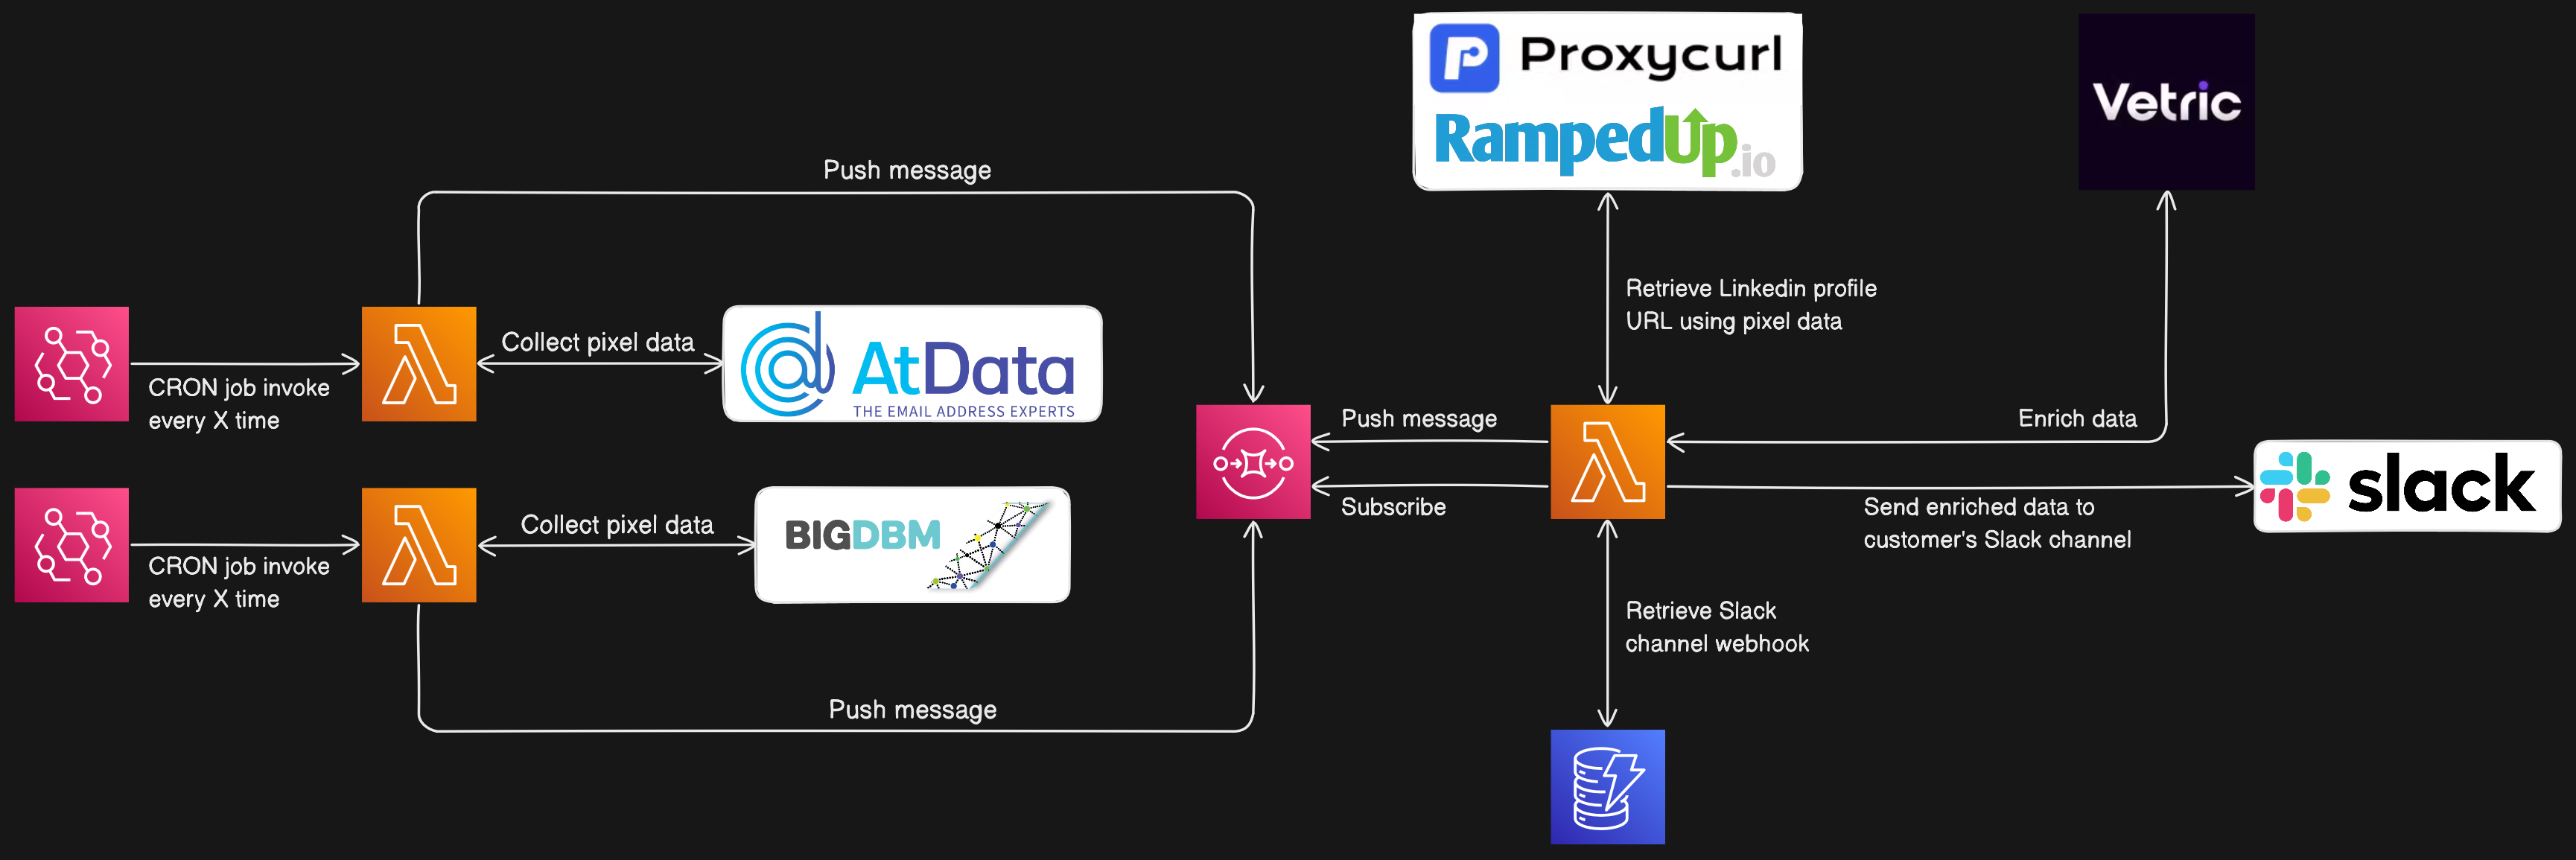 Proxycurl
RampedUp.io
Vetric
Push message
Retrieve Linkedin profile
URL using pixel data
Collect pixel data
AtData
THE EMAIL ADDRESS EXPERTS
CRON job invoke
every X time
Push message
Enrich data
slack
Subscribe
Send enriched data to
customer's Slack channel
Collect pixel data
BIGDBM
CRON job invoke
every X time
Retrieve Slack
channel webhook
Push message